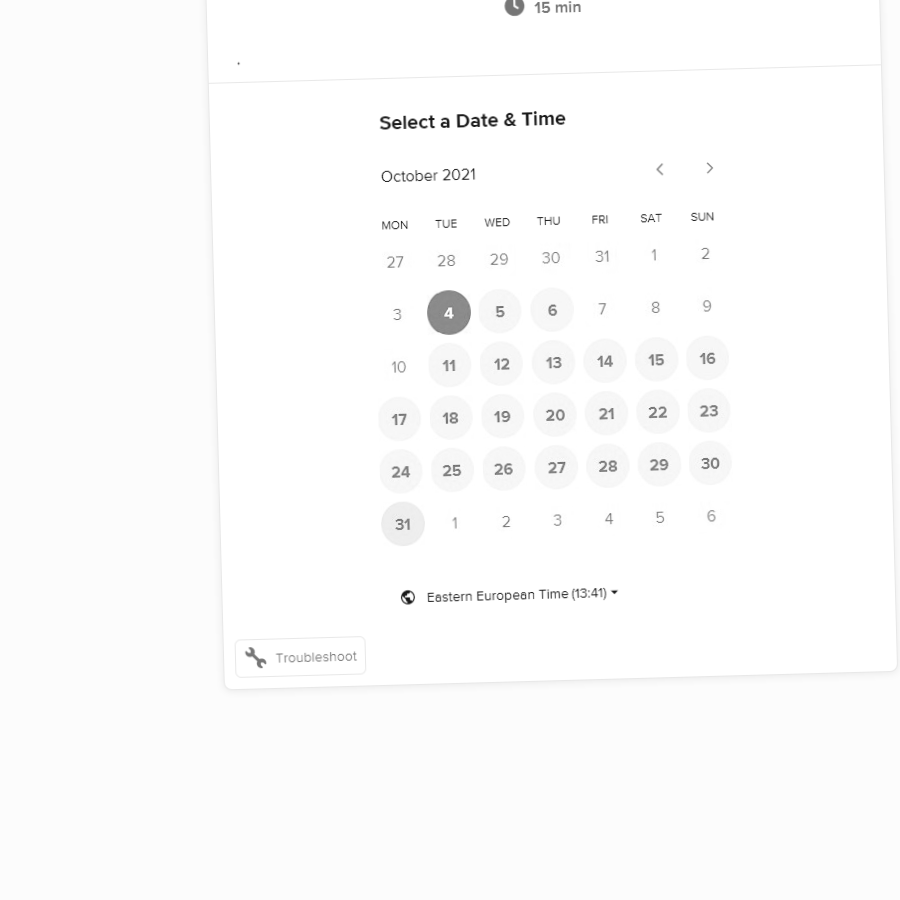 15 min
.
Select a Date & Time
October 2021
MON TUE WED THU FRI SAT SUN
27 28 29 30 31 1 2
3 4 5 6 7 8 9
10 11 12 13 14 15 16
17 18 19 20 21 22 23
24 25 26 27 28 29 30
31 1 2 3 4 5 6
Eastern European Time (13:41)
Troubleshoot